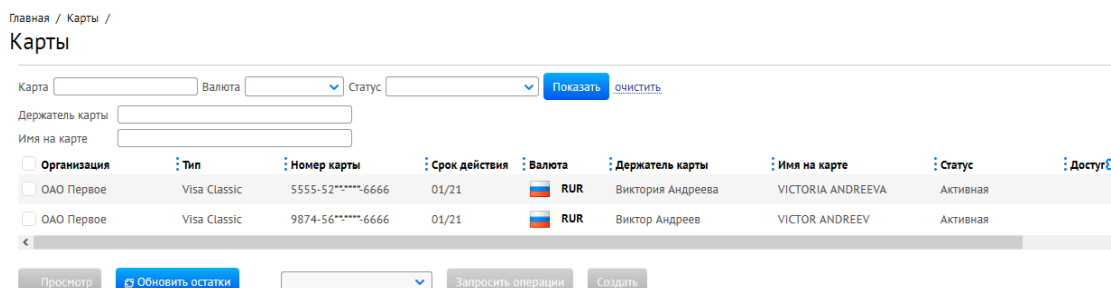 Главная / Карты /
Карты
Карта Валюта Статус Показать очистить
Держатель карты
Имя на карте
Организация Тип Номер карты Срок действия Валюта Держатель карты Имя на карте Статус Достуг
ОАО Первое Visa Classic 5555-52**-****-6666 01/21 RUR Виктория Андреева VICTORIA ANDREEVA Активная
ОАО Первое Visa Classic 9874-56**-****-6666 01/21 RUR Виктор Андреев VICTOR ANDREEV Активная
Просмотр Обновить остатки Запросить операции Создать